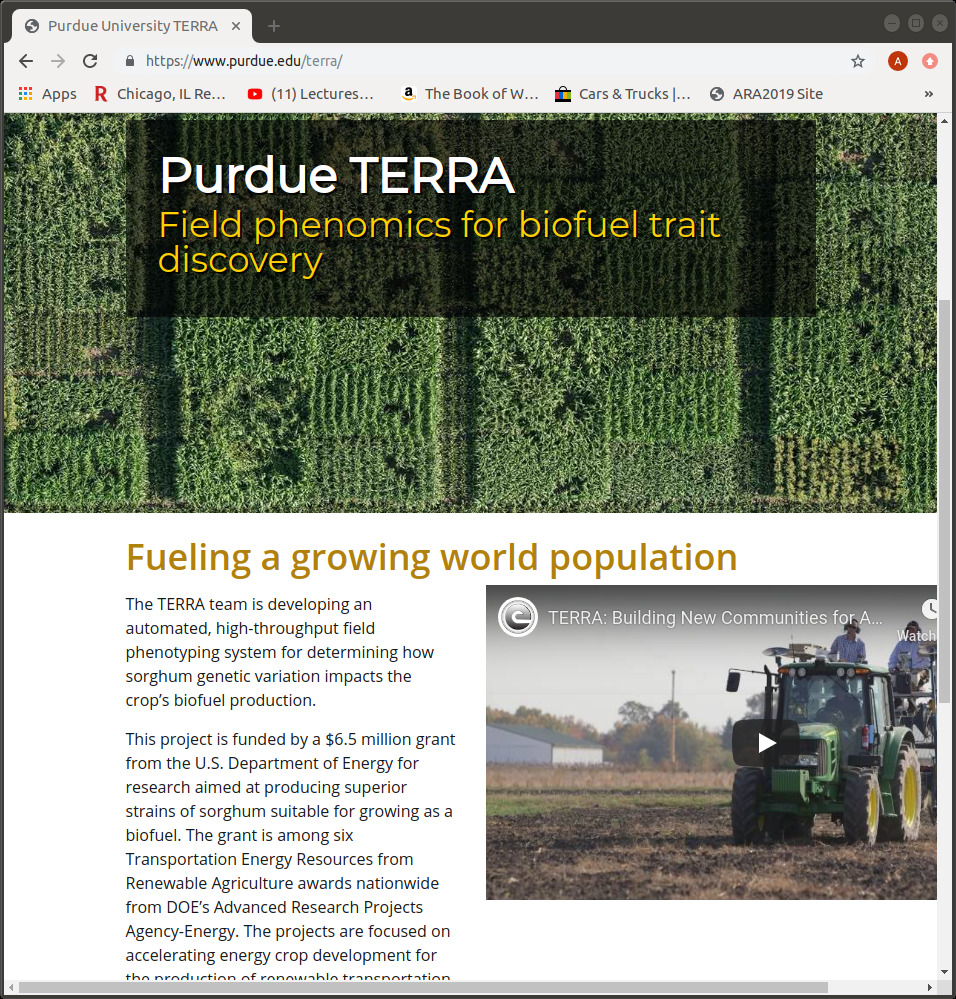 Purdue University TERRA
https://www.purdue.edu/terra/
A
Apps
Chicago, IL Re...
(11) Lectures...
The Book of W...
Cars & Trucks |...
ARA2019 Site
»
Purdue TERRA
Field phenomics for biofuel trait
discovery
Fueling a growing world population
The TERRA team is developing an
automated, high-throughput field
phenotyping system for determining how
sorghum genetic variation impacts the
crop’s biofuel production.
This project is funded by a $6.5 million grant
from the U.S. Department of Energy for
research aimed at producing superior
strains of sorghum suitable for growing as a
biofuel. The grant is among six
Transportation Energy Resources from
Renewable Agriculture awards nationwide
from DOE’s Advanced Research Projects
Agency-Energy. The projects are focused on
accelerating energy crop development for
the production of renewable transportation
TERRA: Building New Communities for A...
Watch